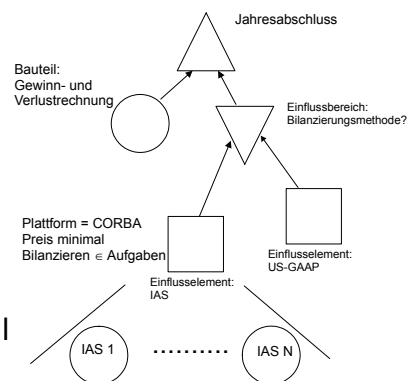 Jahresabschluss
Bauteil:
Gewinn- und
Verlustrechnung
Einflussbereich:
Bilanzierungsmethode?
Plattform = CORBA
Preis minimal
Bilanzieren ∈ Aufgaben
Einflusselement:
IAS
Einflusselement:
US-GAAP
l
IAS 1
..........
IAS N